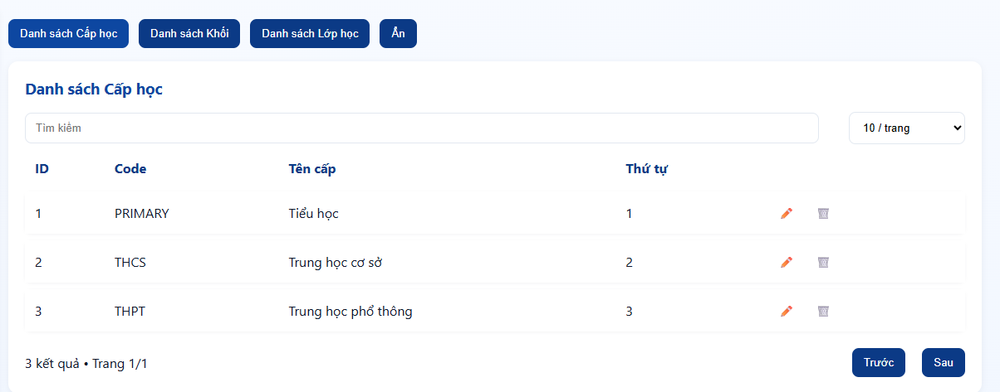 Danh sách Cấp học Danh sách Khối Danh sách Lớp học Ẩn
Danh sách Cấp học
Tìm kiếm 10 / trang
ID Code Tên cấp Thứ tự
1 PRIMARY Tiểu học 1
2 THCS Trung học cơ sở 2
3 THPT Trung học phổ thông 3
3 kết quả • Trang 1/1 Trước Sau